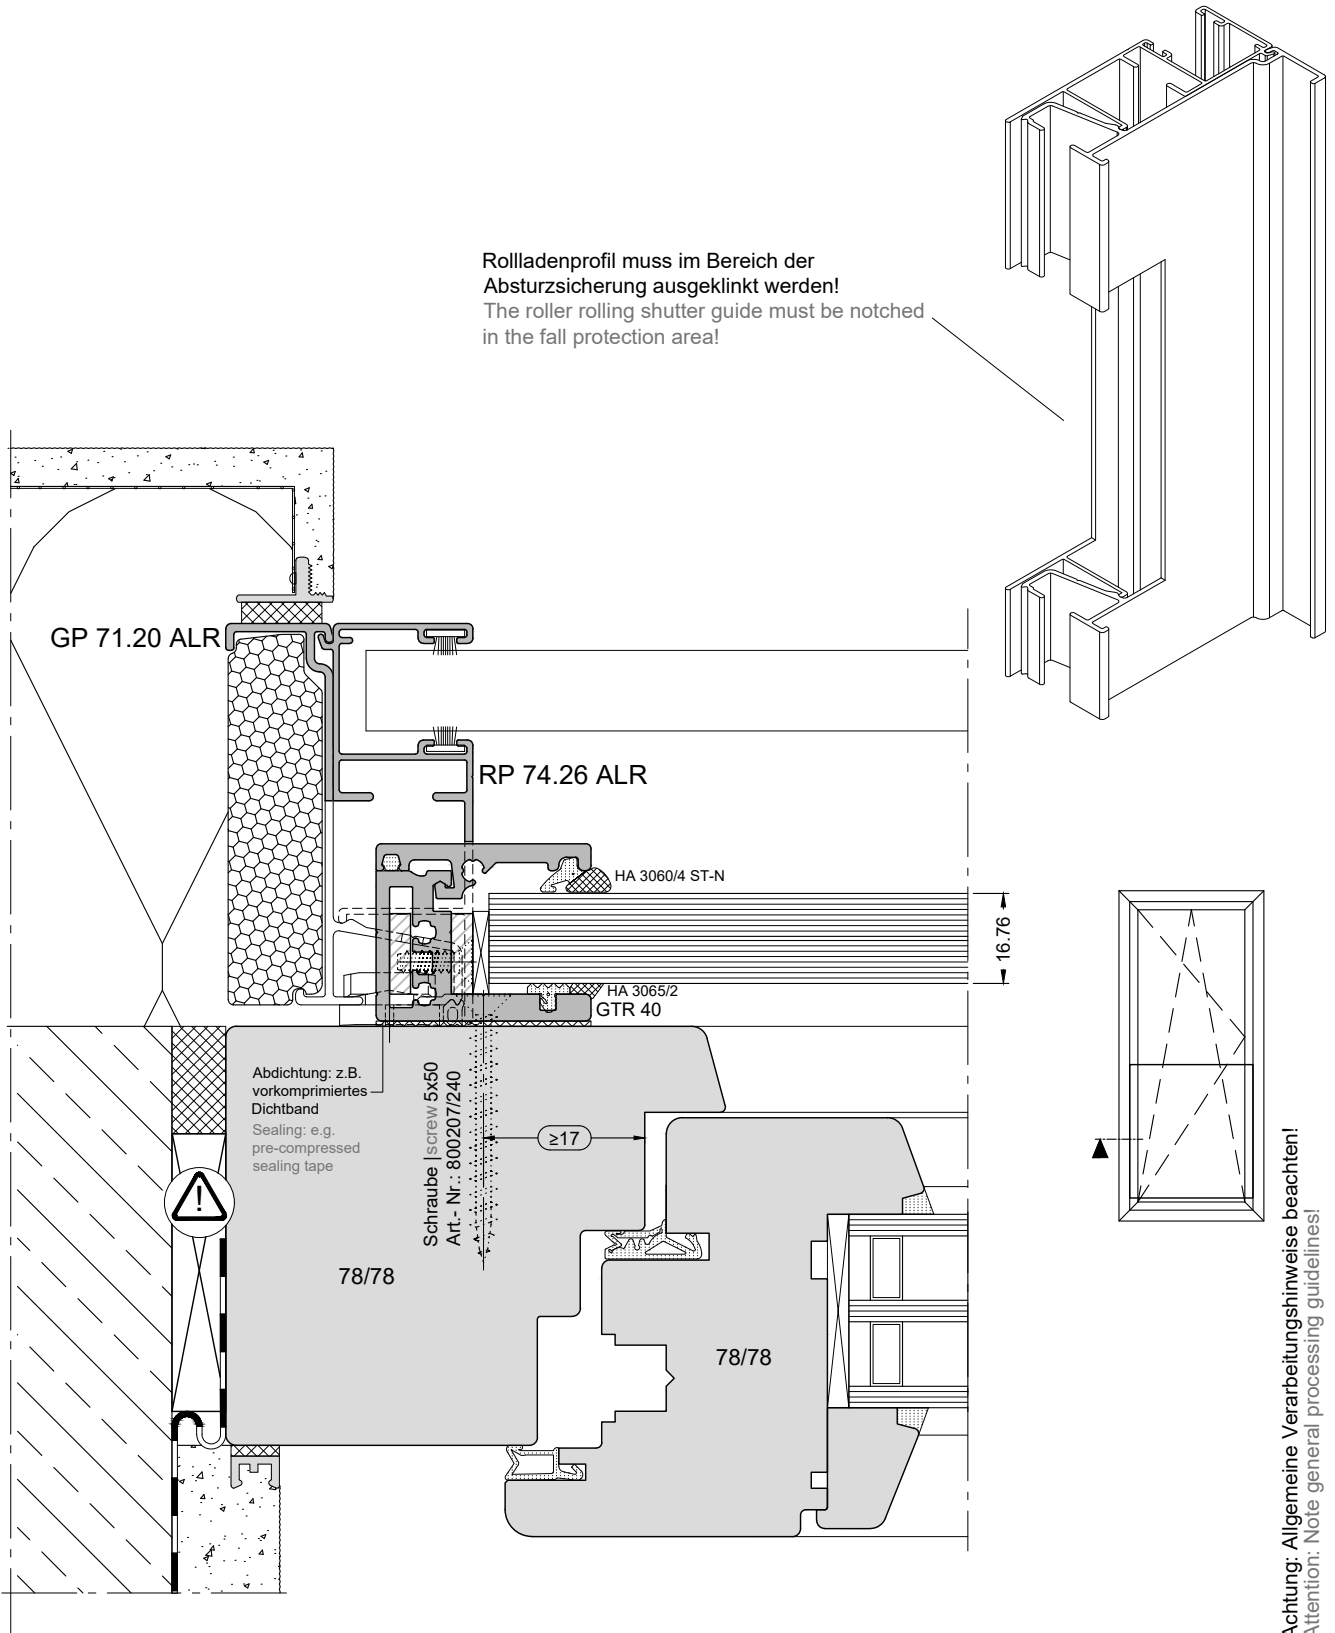 Rollladenprofil muss im Bereich der
Absturzsicherung ausgeklinkt werden!
The roller rolling shutter guide must be notched
in the fall protection area!
GP 71.20 ALR
RP 74.26 ALR
HA 3060/4 ST-N
16.76
HA 3065/2
GTR 40
Abdichtung: z.B.
vorkomprimiertes
Dichtband
Sealing: e.g.
pre-compressed
sealing tape
Schraube |screw 5x50
Art.- Nr.: 800207/240
≥17
!
78/78
78/78
Achtung: Allgemeine Verarbeitungshinweise beachten!
Attention: Note general processing guidelines!